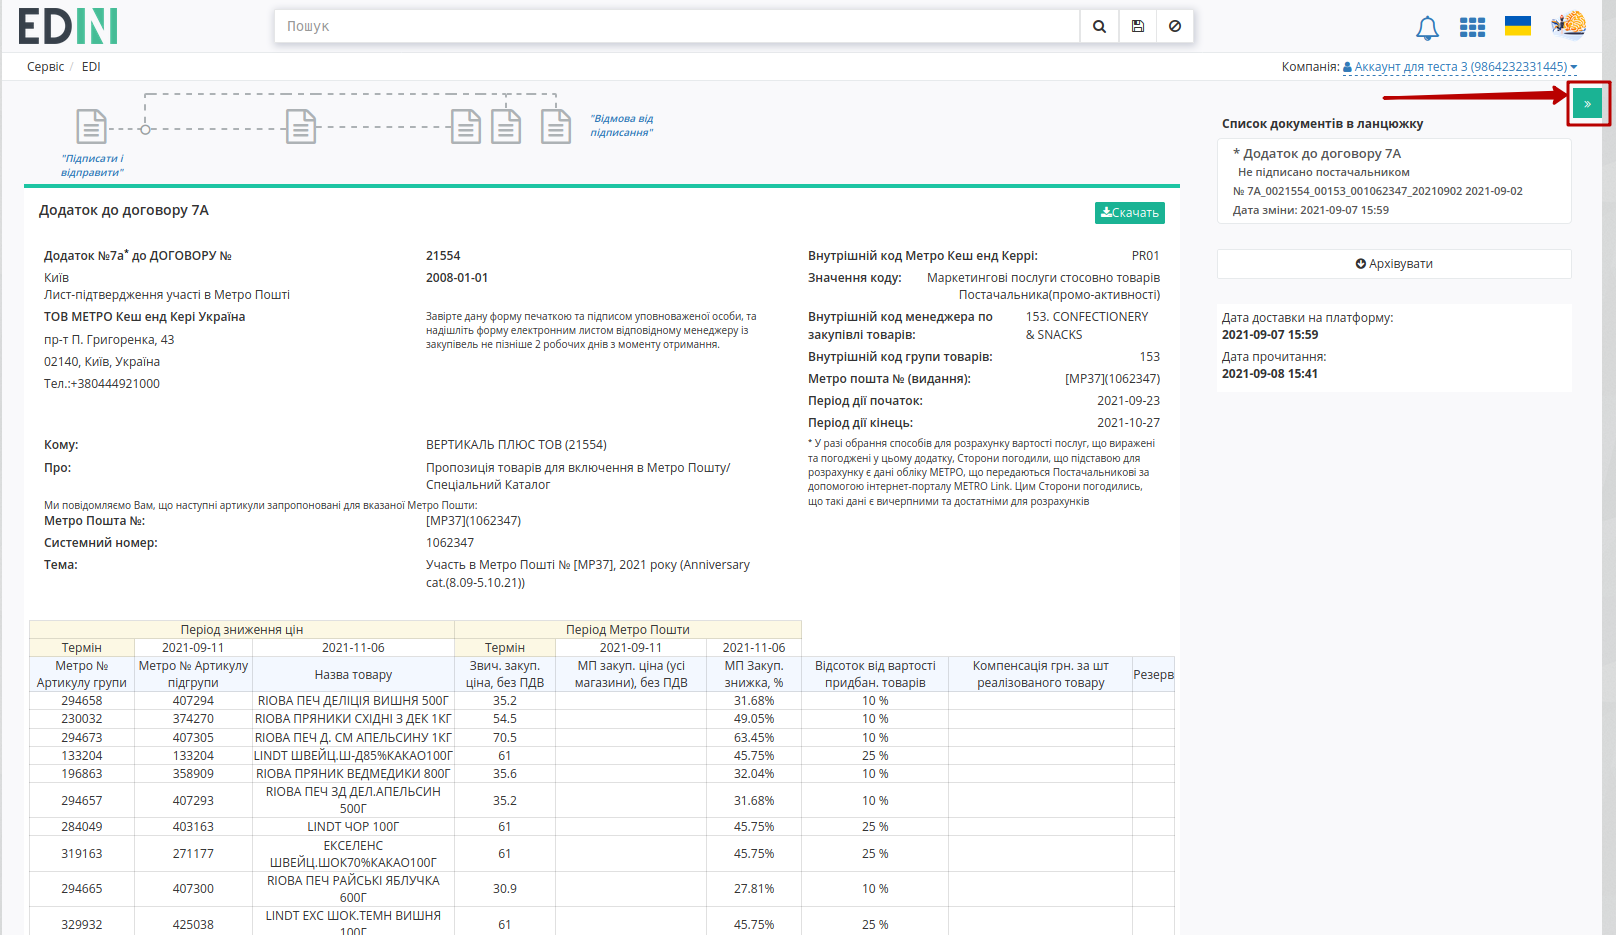 EDIN
Пошук
Сервіс / EDI
Компанія: Аккаунт для теста 3 (9864232331445)
»
"Підписати і
відправити"
"Відмова від
підписання"
Додаток до договору 7А
Скачать
Додаток №7а* до ДОГОВОРУ №
21554
Київ
2008-01-01
Лист-підтвердження участі в Метро Пошті
ТОВ МЕТРО Кеш енд Кері Україна
пр-т П. Григоренка, 43
02140, Київ, Україна
Тел.:+380444921000
Завірте дану форму печаткою та підписом уповноваженої особи, та
надішліть форму електронним листом відповідному менеджеру із
закупівель не пізніше 2 робочих днів з моменту отримання.
Внутрішній код Метро Кеш енд Керрі: PR01
Значення коду: Маркетингові послуги стосовно товарів
Постачальника(промо-активності)
Внутрішній код менеджера по
закупівлі товарів:
153. CONFECTIONERY
& SNACKS
Внутрішній код групи товарів: 153
Метро пошта № (видання): [MP37](1062347)
Період дії початок: 2021-09-23
Період дії кінець: 2021-10-27
* У разі обрання способів для розрахунку вартості послуг, що виражені
та погоджені у цьому додатку, Сторони погодили, що підставою для
розрахунку є дані обліку МЕТРО, що передаються Постачальникові за
допомогою інтернет-порталу METRO Link. Цим Сторони погодились,
що такі дані є вичерпними та достатніми для розрахунків
Кому: ВЕРТИКАЛЬ ПЛЮС ТОВ (21554)
Про: Пропозиція товарів для включення в Метро Пошту/
Спеціальний Каталог
Ми повідомляємо Вам, що наступні артикули запропоновані для вказаної Метро Пошти:
Метро Пошта №: [MP37](1062347)
Системний номер: 1062347
Тема: Участь в Метро Пошті № [MP37], 2021 року (Anniversary
cat.(8.09-5.10.21))
Період зниження цін Період Метро Пошти
Термін 2021-09-11 2021-11-06 Термін 2021-09-11 2021-11-06
Метро № Артикулу групи Метро № Артикулу підгрупи Назва товару Звич. закуп. ціна, без ПДВ МП закуп. ціна (усі магазини), без ПДВ МП Закуп. знижка, % Відсоток від вартості придбан. товарів Компенсація грн. за шт реалізованого товару Резерв
294658 407294 RIOBA ПЕЧ ДЕЛІЦІЯ ВИШНЯ 500Г 35.2 31.68% 10 %
230032 374270 RIOBA ПРЯНИКИ СХІДНІ З ДЕК 1КГ 54.5 49.05% 10 %
294673 407305 RIOBA ПЕЧ Д. СМ АПЕЛЬСИНУ 1КГ 70.5 63.45% 10 %
133204 133204 LINDT ШВЕЙЦ.Ш-Д85%КАКАО100Г 61 45.75% 25 %
196863 358909 RIOBA ПРЯНИК ВЕДМЕДИКИ 800Г 35.6 32.04% 10 %
294657 407293 RIOBA ПЕЧ ЗД ДЕЛ.АПЕЛЬСИН 500Г 35.2 31.68% 10 %
284049 403163 LINDT ЧОР 100Г 61 45.75% 25 %
319163 271177 ЕКСЕЛЕНС ШВЕЙЦ.ШОК70%КАКАО100Г 61 45.75% 25 %
294665 407300 RIOBA ПЕЧ РАЙСЬКІ ЯБЛУЧКА 600Г 30.9 27.81% 10 %
329932 425038 LINDT EXC ШОК.ТЕМН ВИШНЯ 100Г 61 45.75% 25 %
Список документів в ланцюжку
* Додаток до договору 7А
Не підписано постачальником
№ 7A_0021554_00153_001062347_20210902 2021-09-02
Дата зміни: 2021-09-07 15:59
Архівувати
Дата доставки на платформу:
2021-09-07 15:59
Дата прочитання:
2021-09-08 15:41